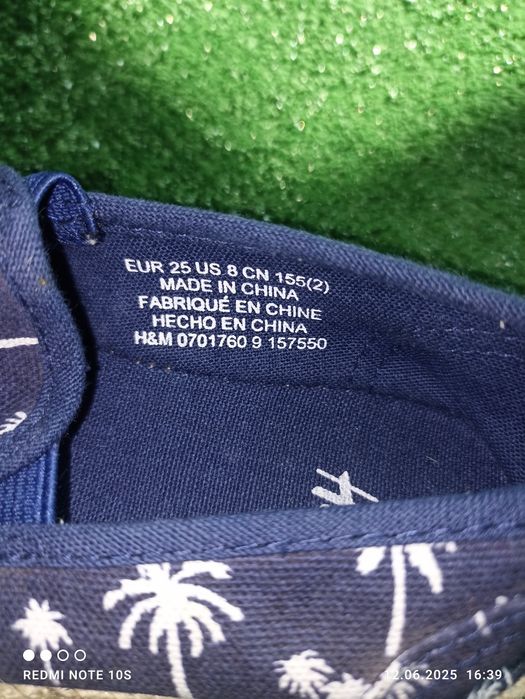 EUR 25 US 8 CN 155(2)
MADE IN CHINA
FABRIQUÉ EN CHINE
HECHO EN CHINA
H&M 0701760 9 157550
REDMI NOTE 10S
12.06.2025 16:39